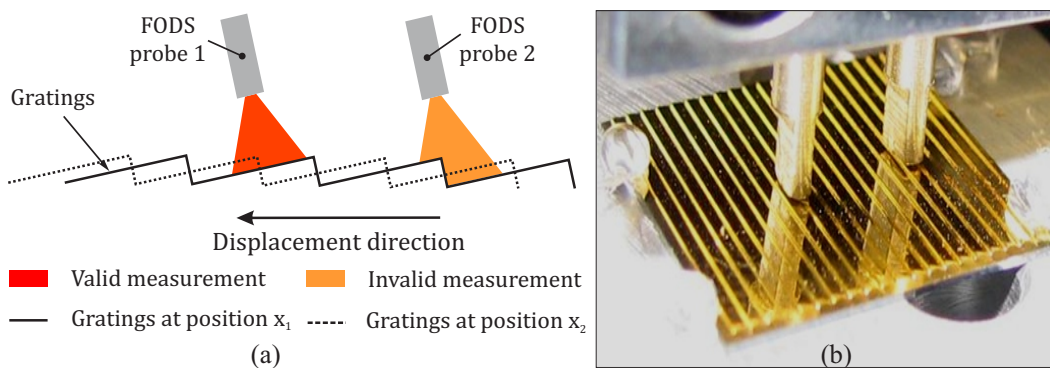 FODS
probe 1
FODS
probe 2
Gratings
Displacement direction
Valid measurement
Invalid measurement
Gratings at position x₁
Gratings at position x₂
(a)
(b)